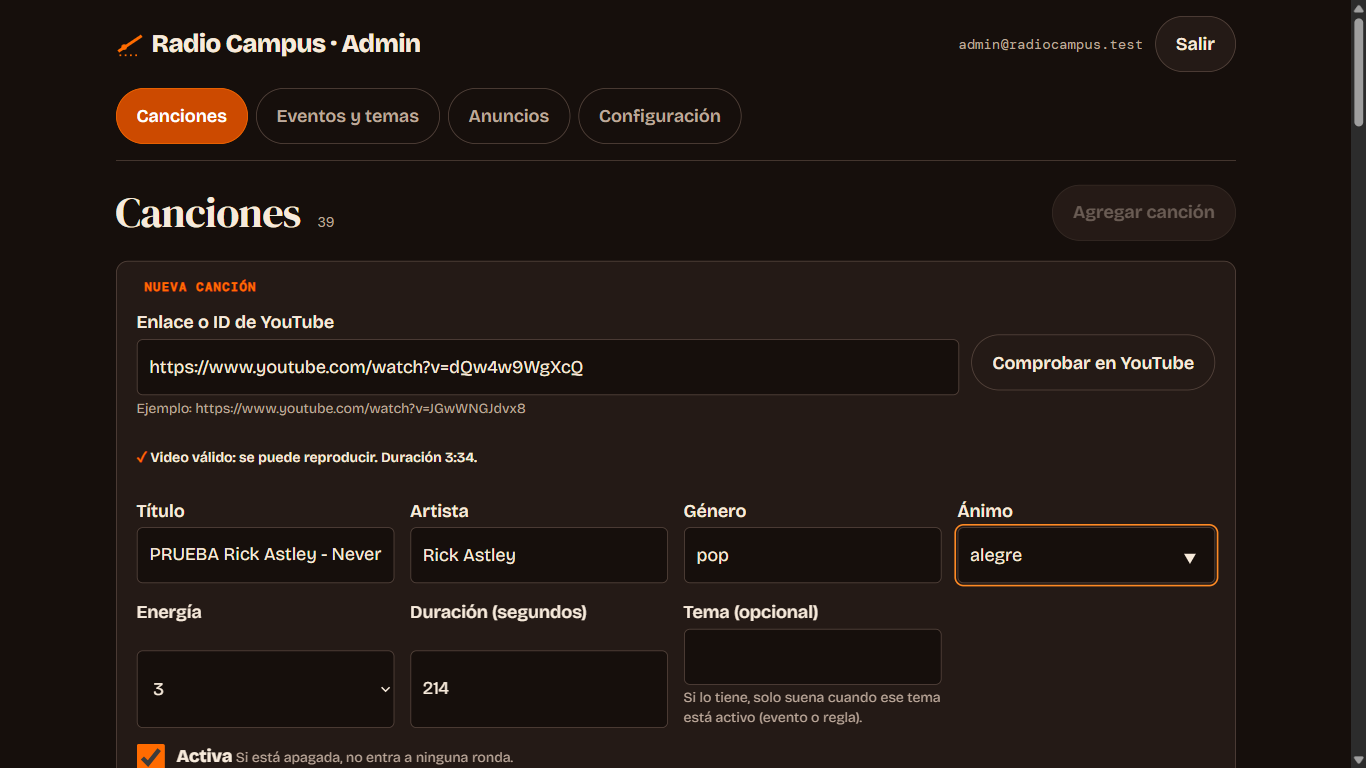 Radio Campus · Admin
admin@radiocampus.test
Salir
Canciones
Eventos y temas
Anuncios
Configuración
Canciones 39
Agregar canción
NUEVA CANCIÓN
Enlace o ID de YouTube
https://www.youtube.com/watch?v=dQw4w9WgXcQ
Comprobar en YouTube
Ejemplo: https://www.youtube.com/watch?v=JGwWNGJdvx8
✓ Video válido: se puede reproducir. Duración 3:34.
Título
Artista
Género
Ánimo
PRUEBA Rick Astley - Never
Rick Astley
pop
alegre
Energía
Duración (segundos)
Tema (opcional)
3
214
Si lo tiene, solo suena cuando ese tema
está activo (evento o regla).
Activa Si está apagada, no entra a ninguna ronda.